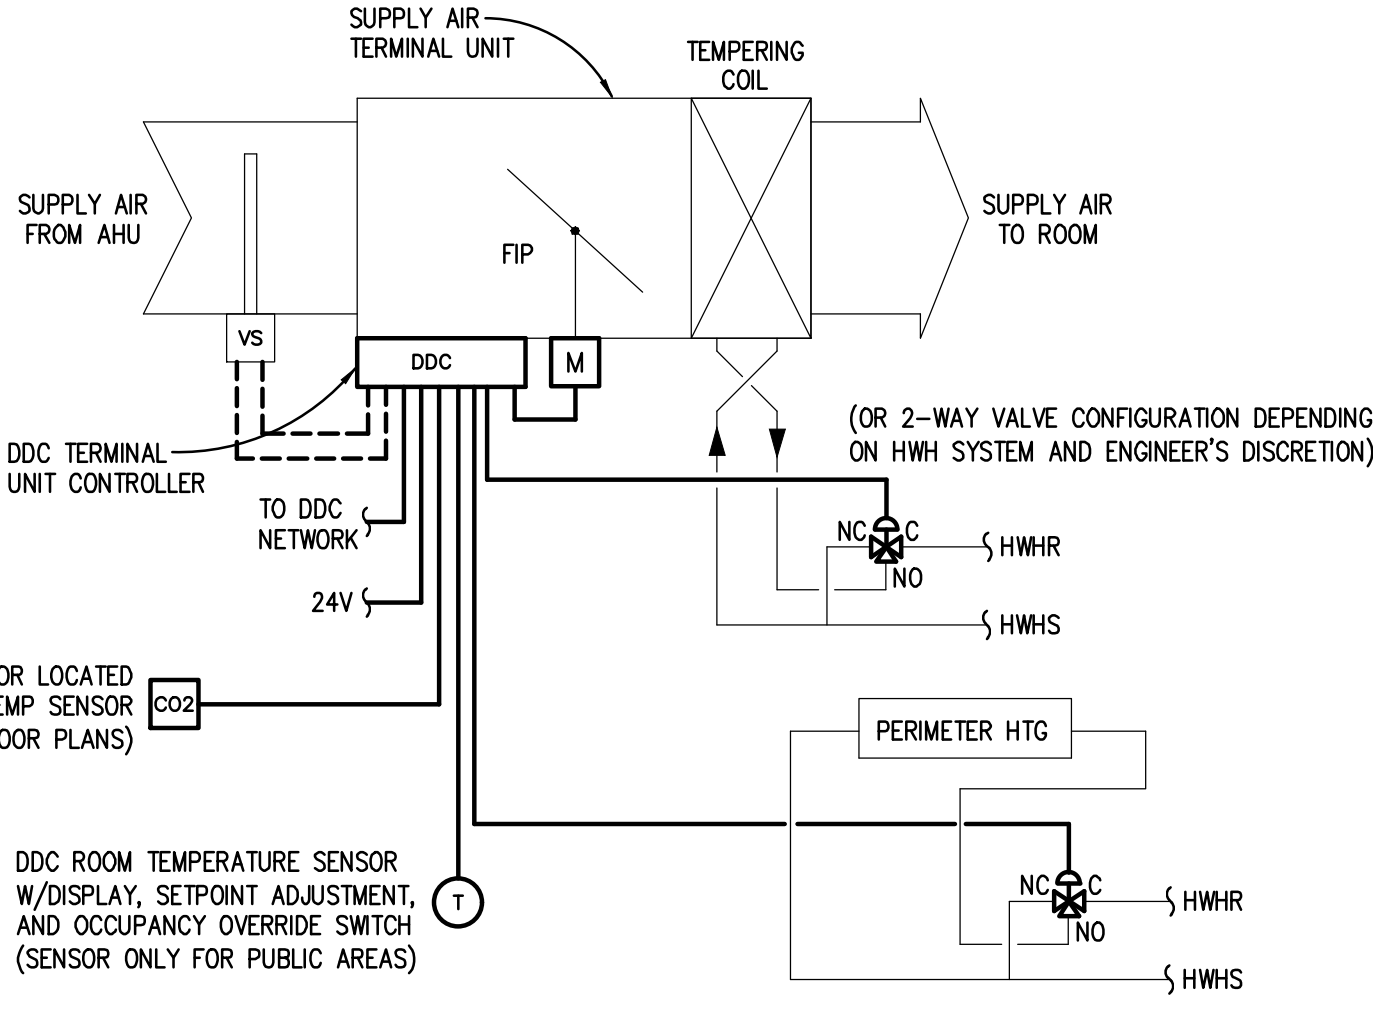 SUPPLY AIR
TERMINAL UNIT
TEMPERING
COIL
SUPPLY AIR
FROM AHU
FIP
SUPPLY AIR
TO ROOM
VS
DDC
M
(OR 2-WAY VALVE CONFIGURATION DEPENDING
ON HWH SYSTEM AND ENGINEER'S DISCRETION)
DDC TERMINAL
UNIT CONTROLLER
TO DDC
NETWORK
NC
C
HWHR
NO
24V
HWHS
OR LOCATED
EMP SENSOR
OOR PLANS)
CO2
PERIMETER HTG
DDC ROOM TEMPERATURE SENSOR
W/DISPLAY, SETPOINT ADJUSTMENT,
AND OCCUPANCY OVERRIDE SWITCH
(SENSOR ONLY FOR PUBLIC AREAS)
T
NC
C
HWHR
NO
HWHS